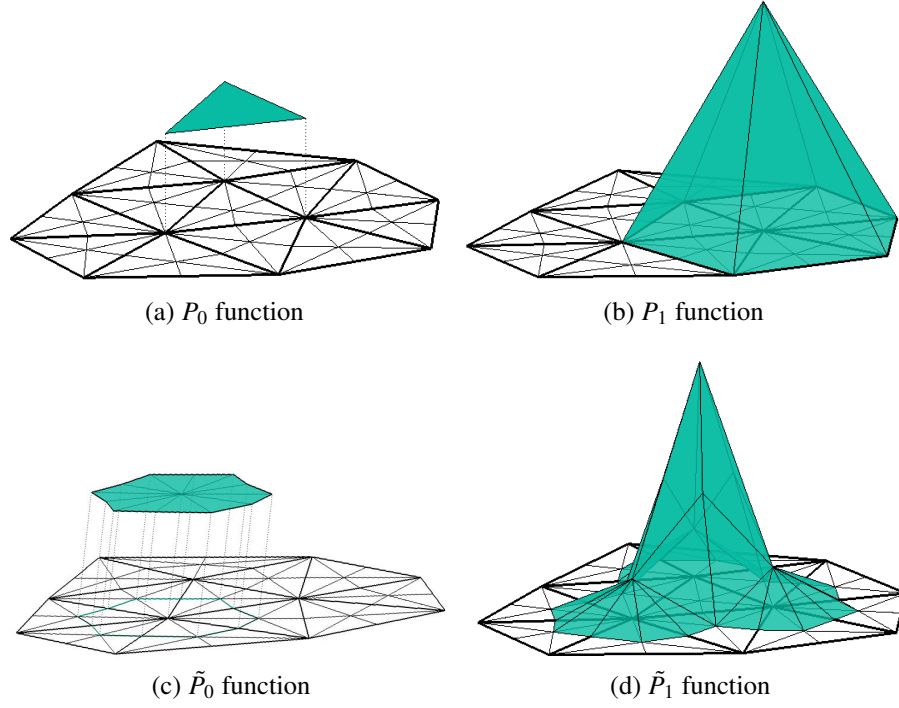 (a) P₀ function
(b) P₁ function
(c) P̃₀ function
(d) P̃₁ function